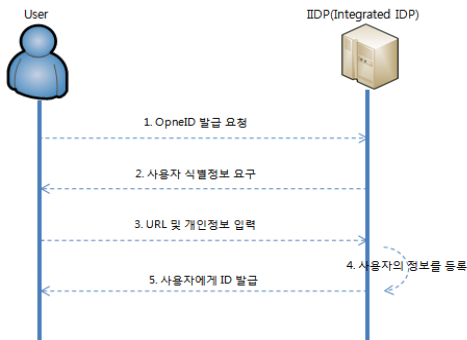 User
IIDP(Integrated IDP)
1. OpneID 발급 요청
2. 사용자 식별정보 요구
3. URL 및 개인정보 입력
4. 사용자의 정보를 등록
5. 사용자에게 ID 발급